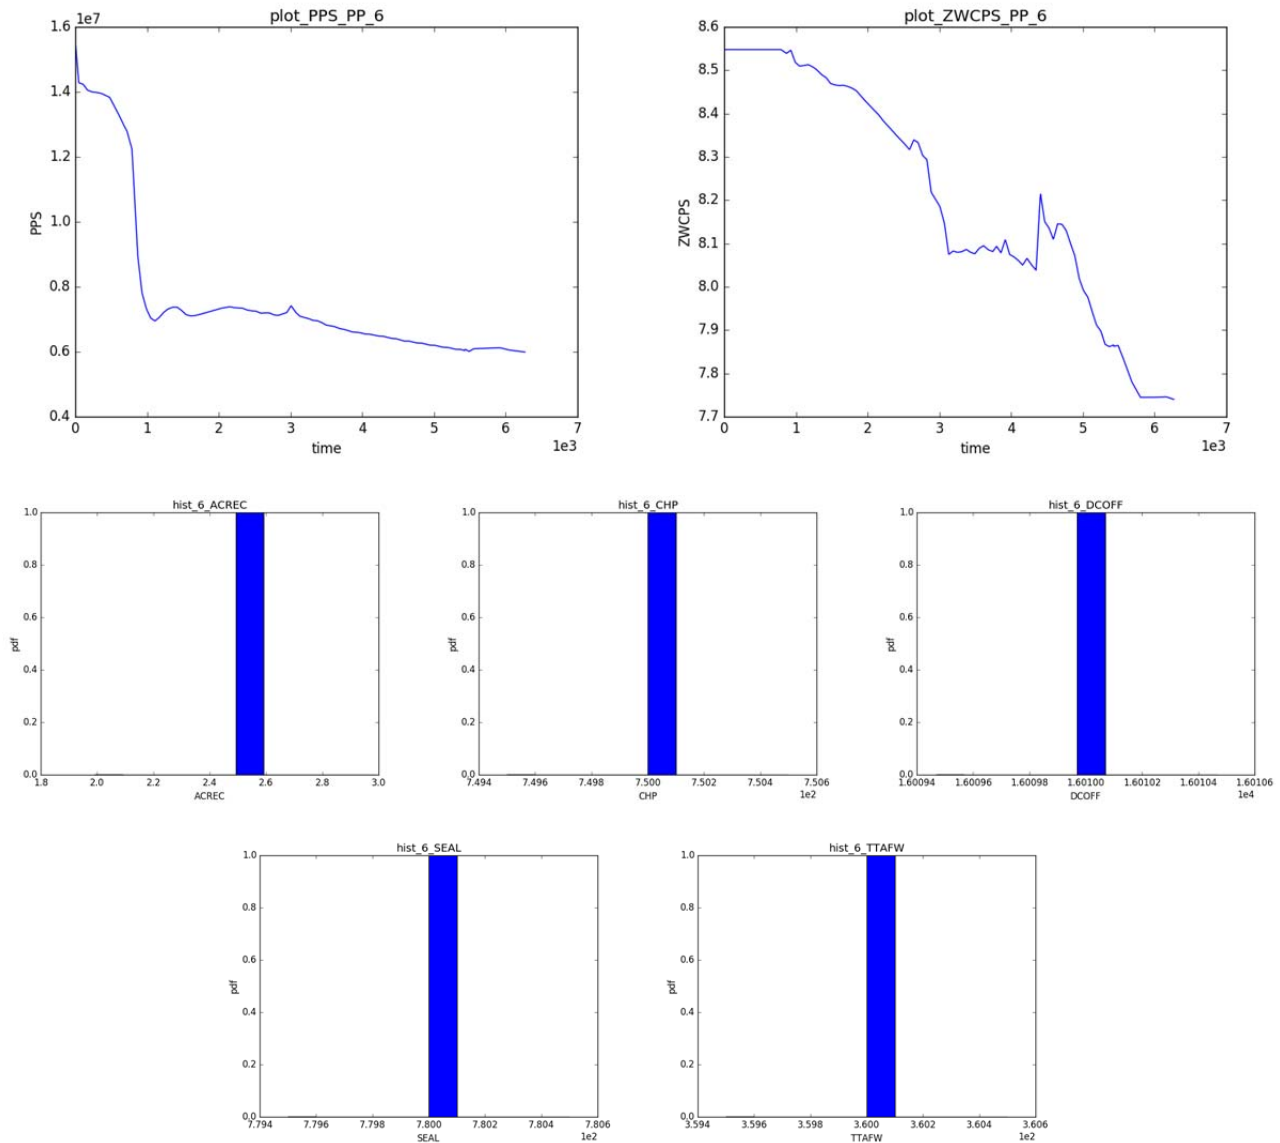 plot_PPS_PP_6
1e7
1.6
1.4
1.2
1.0
0.8
0.6
0.4
PPS
0 1 2 3 4 5 6 7
time
1e3
plot_ZWCPS_PP_6
8.6
8.5
8.4
8.3
8.2
8.1
8.0
7.9
7.8
7.7
ZWCPS
0 1 2 3 4 5 6 7
time
1e3
hist_6_ACREC
1.0
0.8
0.6
0.4
0.2
0.0
pdf
1.8 2.0 2.2 2.4 2.6 2.8 3.0
ACREC
hist_6_CHP
1.0
0.8
0.6
0.4
0.2
0.0
pdf
7.494 7.496 7.498 7.500 7.502 7.504 7.506
CHP
1e2
hist_6_DCOFF
1.0
0.8
0.6
0.4
0.2
0.0
pdf
1.60094 1.60096 1.60098 1.60100 1.60102 1.60104 1.60106
DCOFF
1e4
hist_6_SEAL
1.0
0.8
0.6
0.4
0.2
0.0
pdf
7.794 7.796 7.798 7.800 7.802 7.804 7.806
SEAL
1e2
hist_6_TTAFW
1.0
0.8
0.6
0.4
0.2
0.0
pdf
3.594 3.596 3.598 3.600 3.602 3.604 3.606
TTAFW
1e2